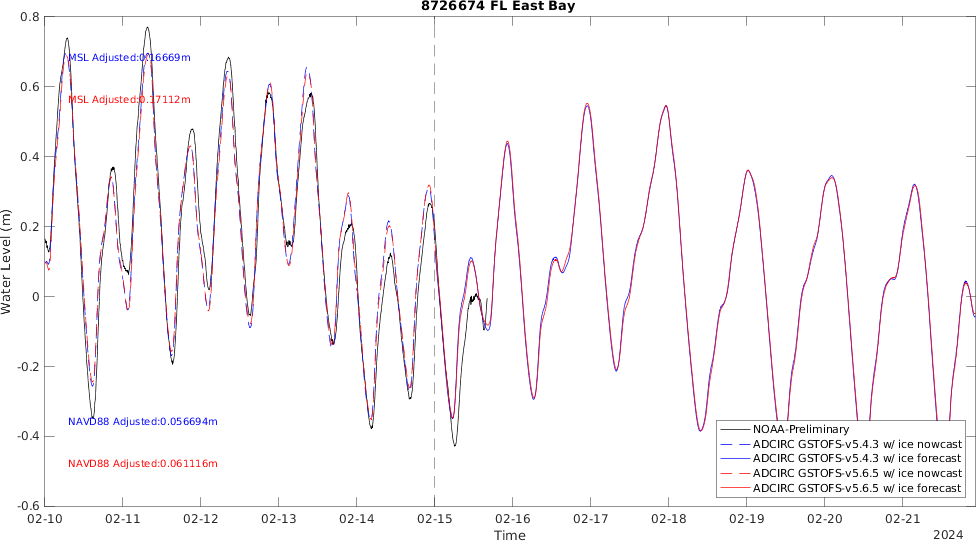 8726674 FL East Bay
0.8
0.6
0.4
0.2
0
-0.2
-0.4
-0.6
Water Level (m)
MSL Adjusted:0.16669m
MSL Adjusted:0.17112m
NAVD88 Adjusted:0.056694m
NAVD88 Adjusted:0.061116m
NOAA-Preliminary
ADCIRC GSTOFS-v5.4.3 w/ ice nowcast
ADCIRC GSTOFS-v5.4.3 w/ ice forecast
ADCIRC GSTOFS-v5.6.5 w/ ice nowcast
ADCIRC GSTOFS-v5.6.5 w/ ice forecast
02-10 02-11 02-12 02-13 02-14 02-15 02-16 02-17 02-18 02-19 02-20 02-21
Time
2024